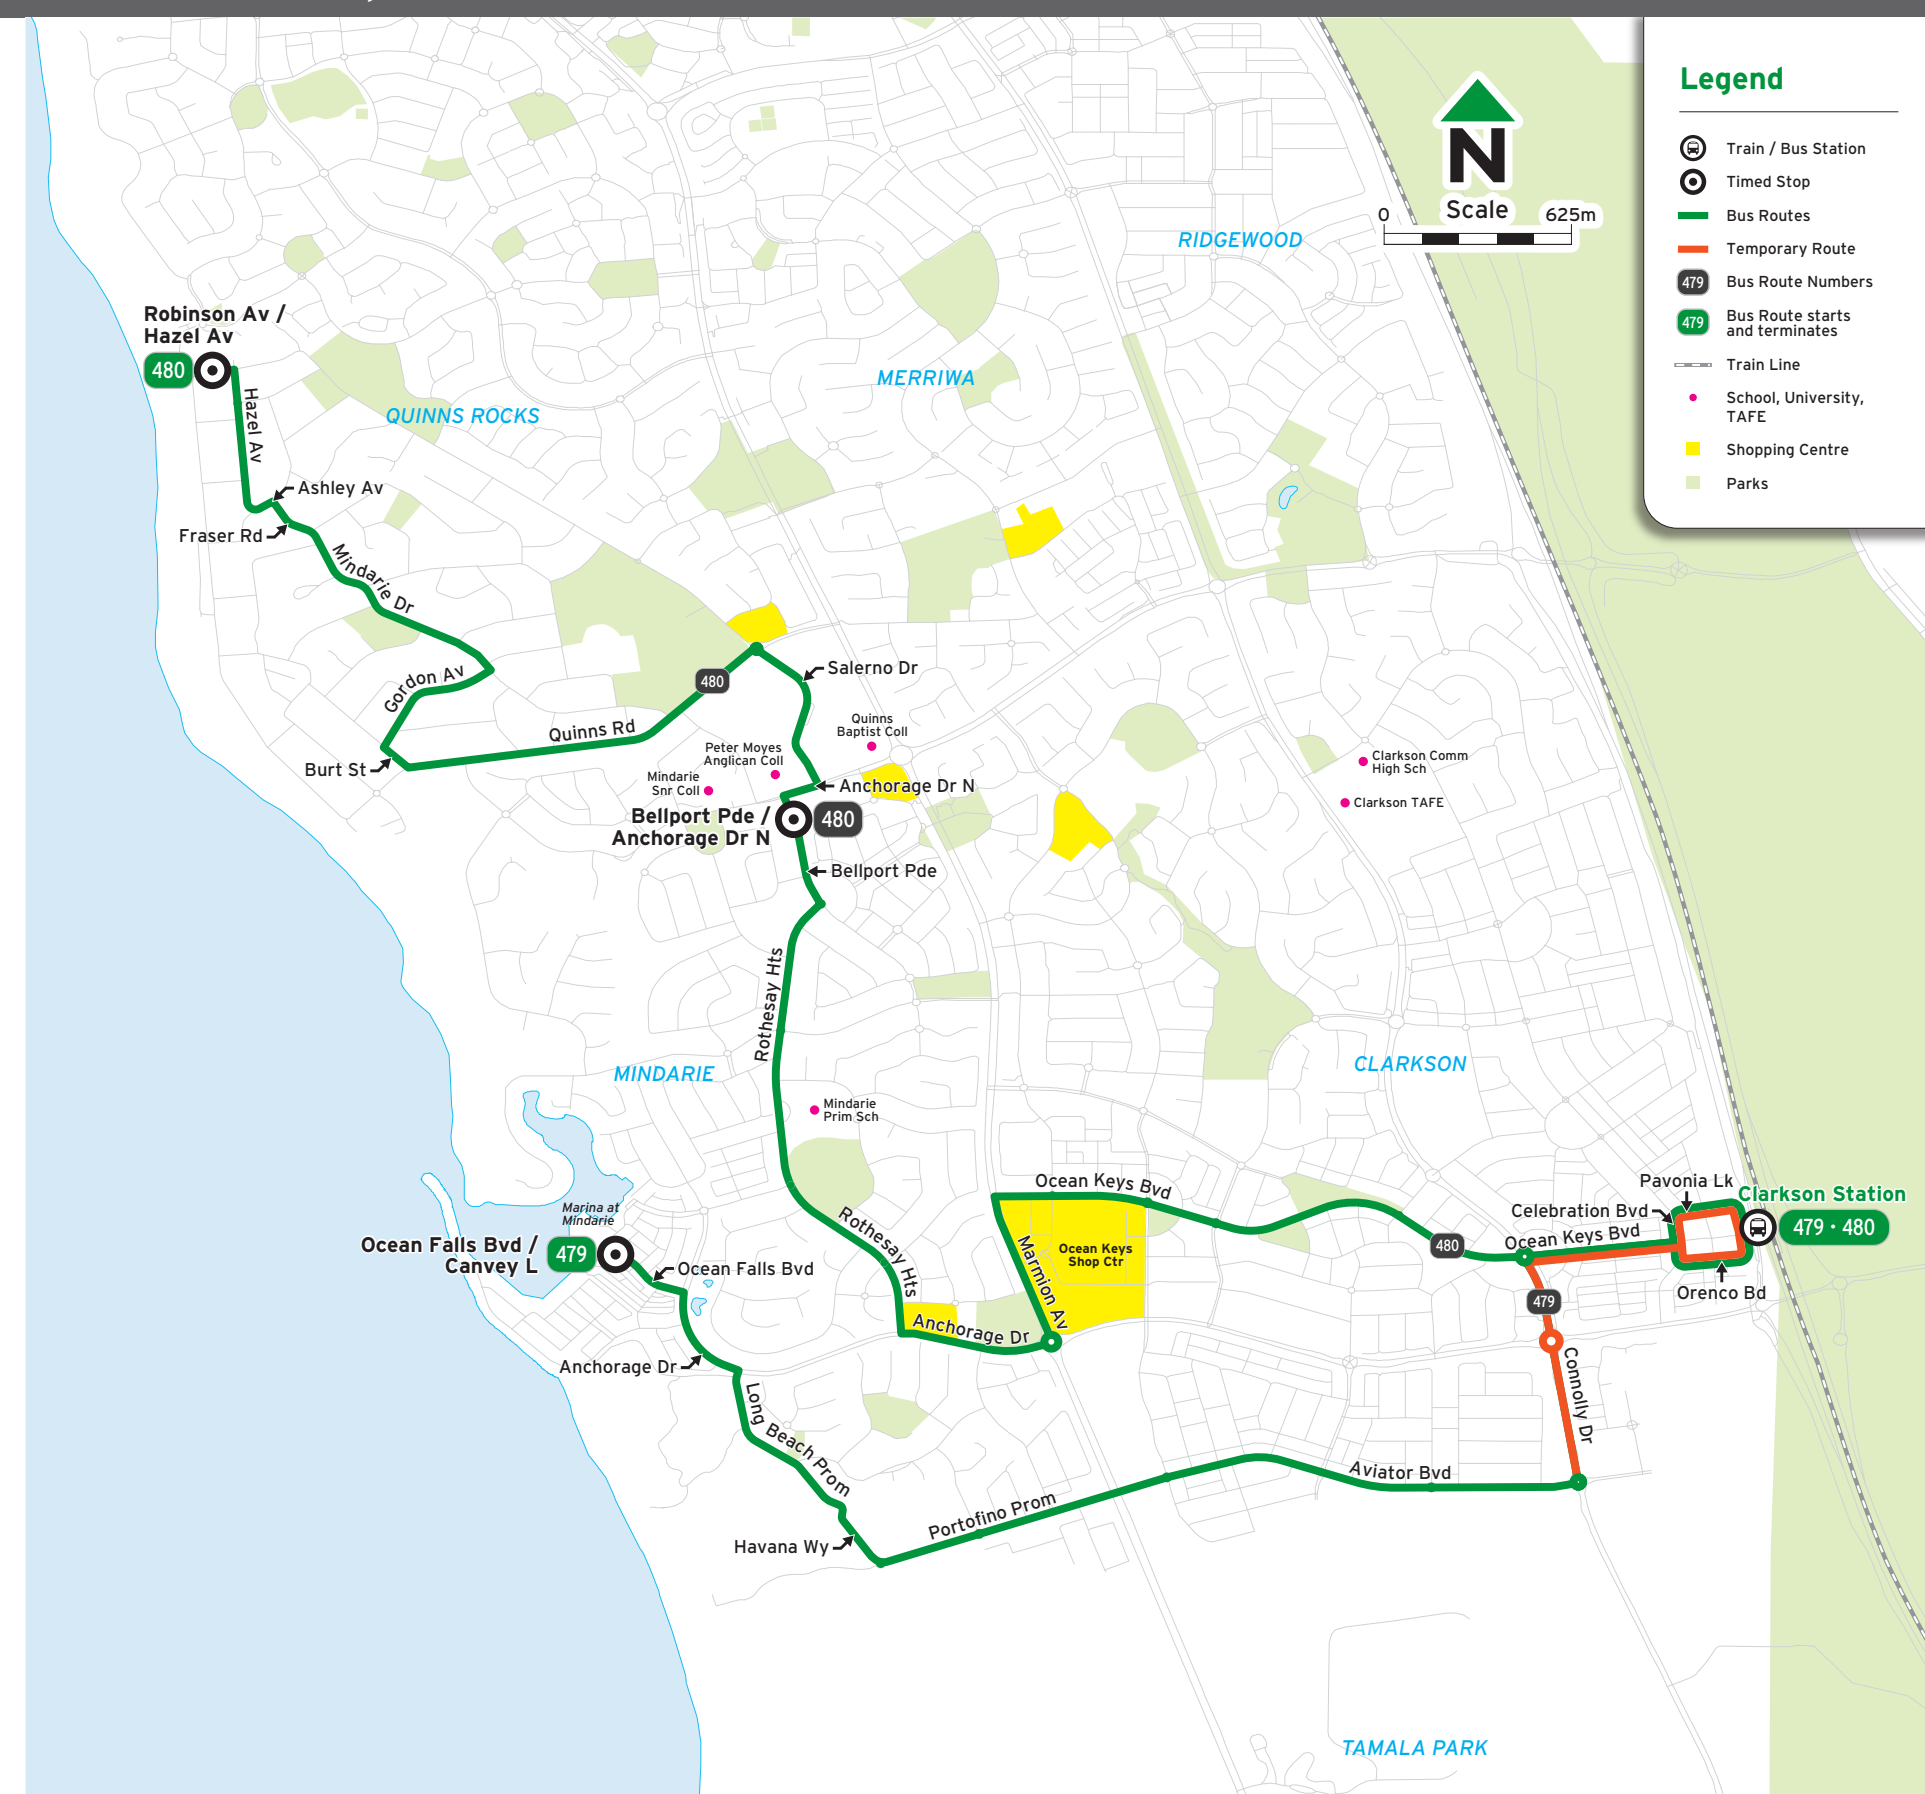 Legend
Train / Bus Station
Timed Stop
Bus Routes
Temporary Route
479
Bus Route Numbers
479
Bus Route starts
and terminates
Train Line
School, University,
TAFE
Shopping Centre
Parks
N
0
Scale
625m
RIDGEWOOD
Robinson Av /
Hazel Av
480
Hazel Av
QUINNS ROCKS
MERRIWA
Ashley Av
Fraser Rd
Mindarie Dr
Gordon Av
480
Salerno Dr
Quinns Rd
Burt St
Quinns
Baptist Coll
Peter Moyes
Anglican Coll
Mindarie
Snr Coll
Anchorage Dr N
Clarkson Comm
High Sch
Clarkson TAFE
Bellport Pde /
Anchorage Dr N
480
Bellport Pde
Rothesay Hts
MINDARIE
CLARKSON
Mindarie
Prim Sch
Ocean Keys Bvd
Pavonia Lk
Clarkson Station
479 • 480
Celebration Bvd
Ocean Keys Bvd
480
Orenco Bd
479
Marina at
Mindarie
Ocean Falls Bvd /
Canvey L
479
Ocean Falls Bvd
Rothesay Hts
Marmion Av
Ocean Keys
Shop Ctr
Anchorage Dr
Anchorage Dr
Connolly Dr
Long Beach Prom
Aviator Bvd
Portofino Prom
Havana Wy
TAMALA PARK